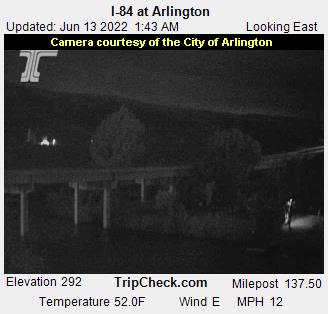 I-84 at Arlington
Updated: Jun 13 2022 1:43 AM Looking East
Camera courtesy of the City of Arlington
Elevation 292 TripCheck.com Milepost 137.50
Temperature 52.0F Wind E MPH 12